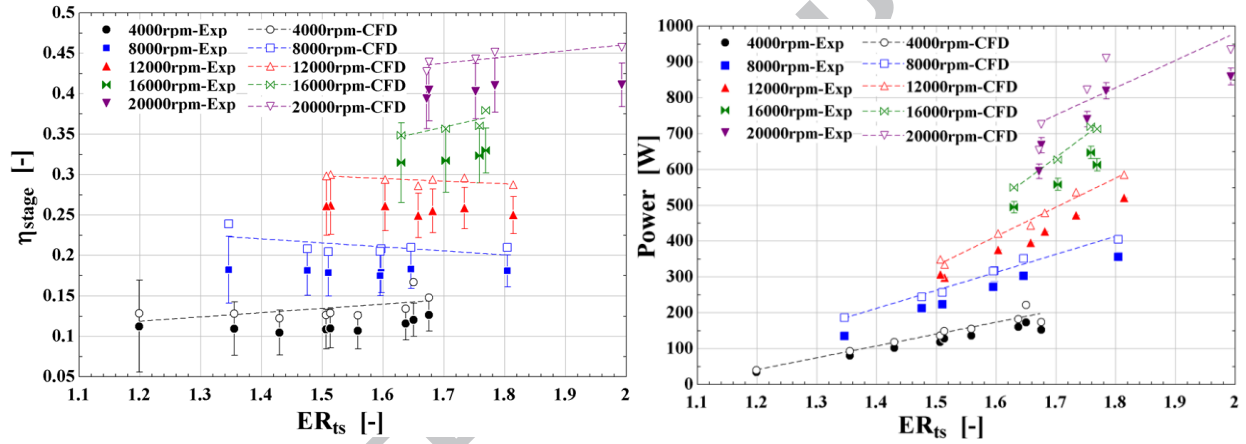 4000rpm-Exp 4000rpm-CFD
8000rpm-Exp 8000rpm-CFD
12000rpm-Exp 12000rpm-CFD
16000rpm-Exp 16000rpm-CFD
20000rpm-Exp 20000rpm-CFD
0.5
0.45
0.4
0.35
0.3
0.25
0.2
0.15
0.1
0.05
ηstage [-]
1.1 1.2 1.3 1.4 1.5 1.6 1.7 1.8 1.9 2
ERts [-]
4000rpm-Exp 4000rpm-CFD
8000rpm-Exp 8000rpm-CFD
12000rpm-Exp 12000rpm-CFD
16000rpm-Exp 16000rpm-CFD
20000rpm-Exp 20000rpm-CFD
1000
900
800
700
600
500
400
300
200
100
0
Power [W]
1.1 1.2 1.3 1.4 1.5 1.6 1.7 1.8 1.9 2
ERts [-]